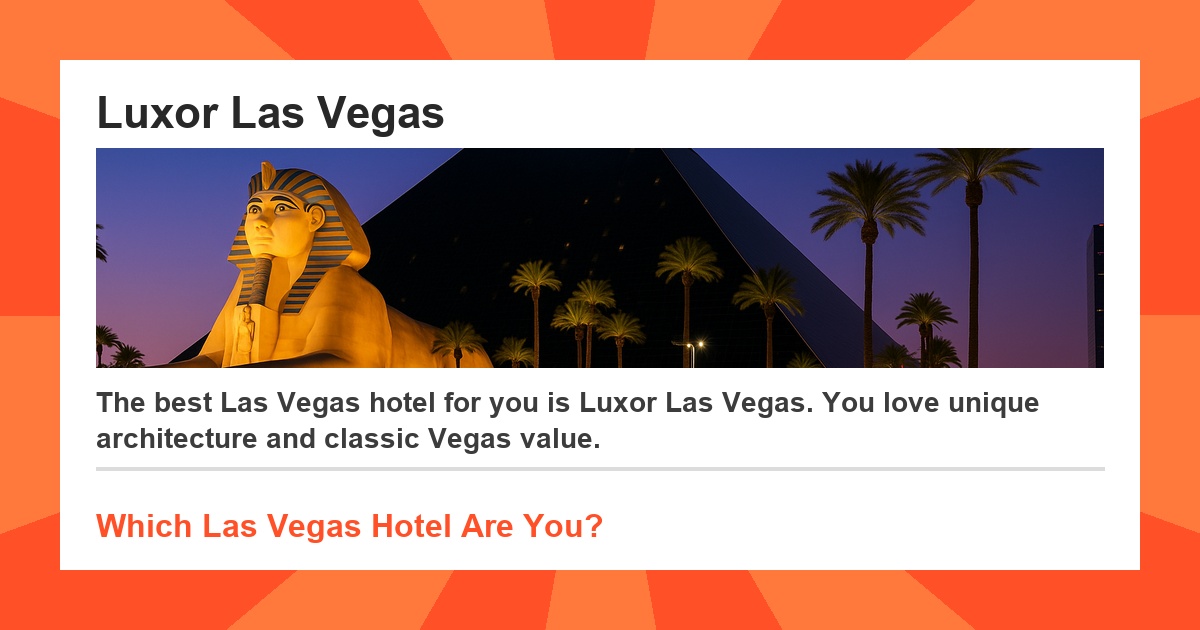 Luxor Las Vegas
The best Las Vegas hotel for you is Luxor Las Vegas. You love unique
architecture and classic Vegas value.
Which Las Vegas Hotel Are You?